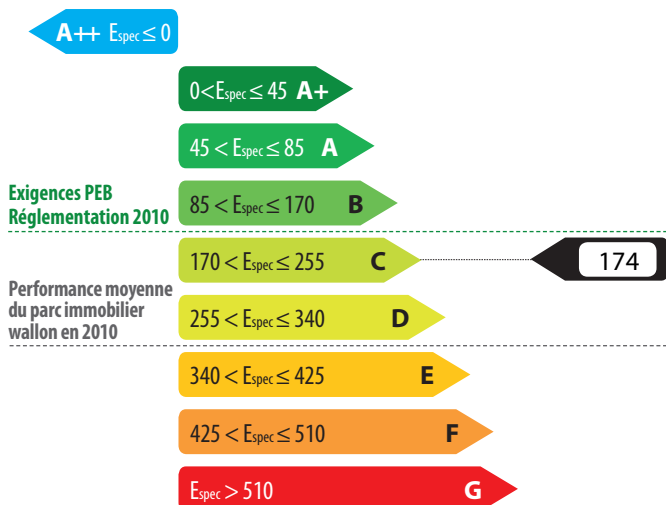 A++ Espec ≤ 0
0<Espec ≤ 45 A+
45 < Espec ≤ 85 A
Exigences PEB
Réglementation 2010
85 < Espec ≤ 170 B
170 < Espec ≤ 255 C
174
Performance moyenne
du parc immobilier
wallon en 2010
255 < Espec ≤ 340 D
340 < Espec ≤ 425 E
425 < Espec ≤ 510 F
Espec > 510 G